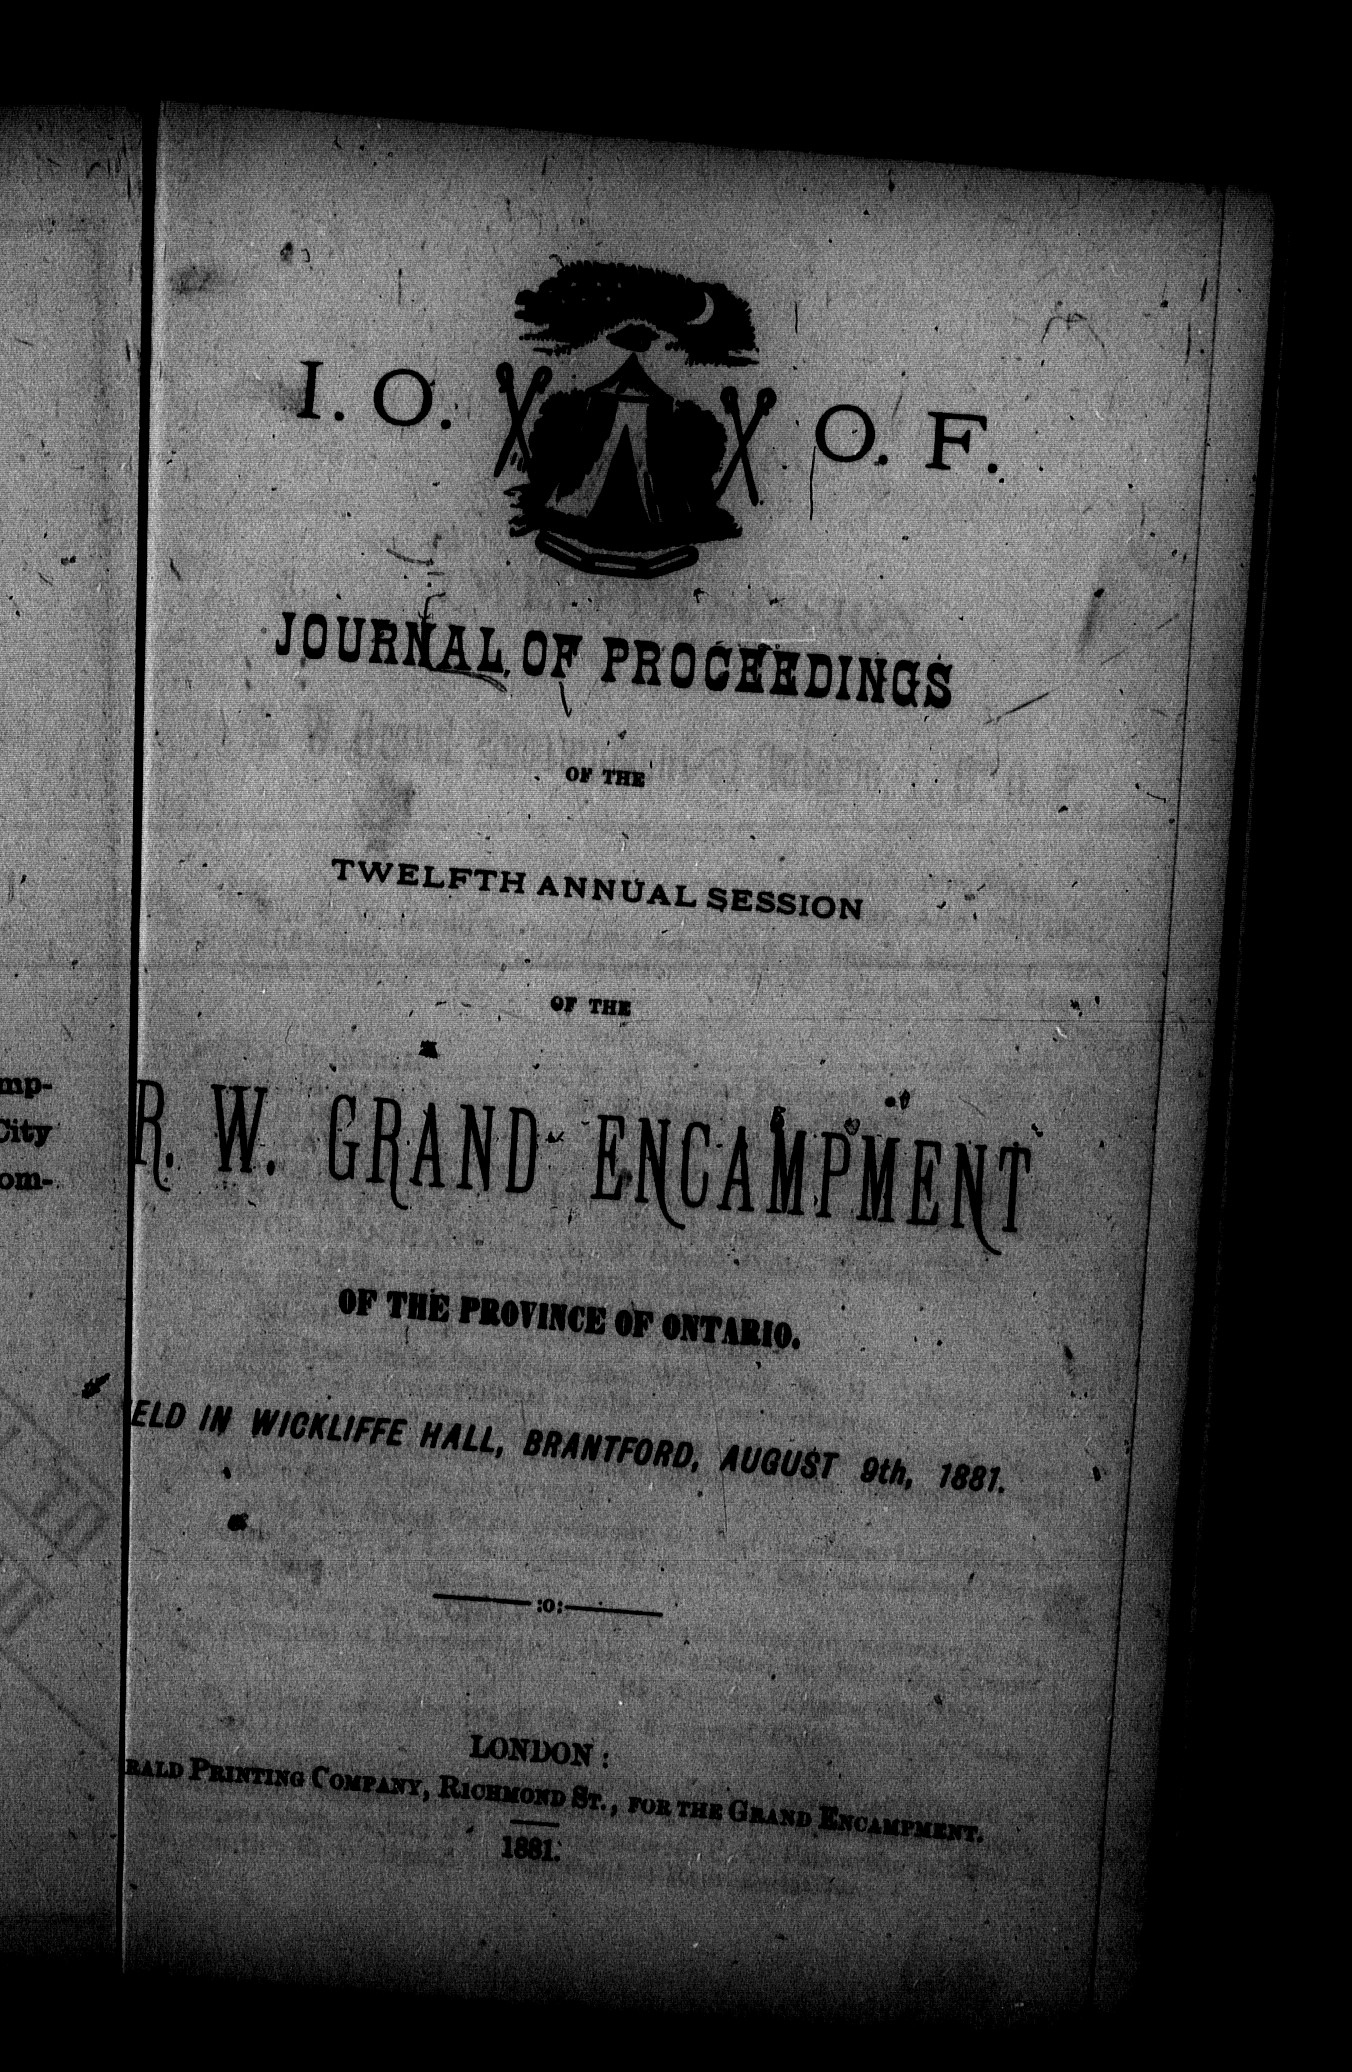 I. O. O. F.
JOURNAL OF PROCEEDINGS
OF THE
TWELFTH ANNUAL SESSION
OF THE
R. W. GRAND ENCAMPMENT
OF THE PROVINCE OF ONTARIO.
ELD IN WICKLIFFE HALL, BRANTFORD, AUGUST 9th, 1881.
:o:
LONDON:
RALD PRINTING COMPANY, RICHMOND ST., FOR THE GRAND ENCAMPMENT.
1881.
mp-
City
om-